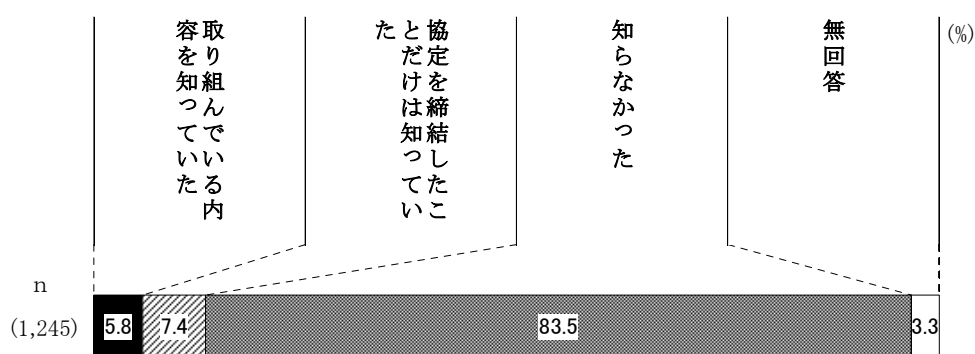 取り組んでいる内
容を知っていた
協定を締結したこ
とだけは知ってい
た
知らなかった
無回答
(%)
n
(1,245)
5.8
7.4
83.5
3.3